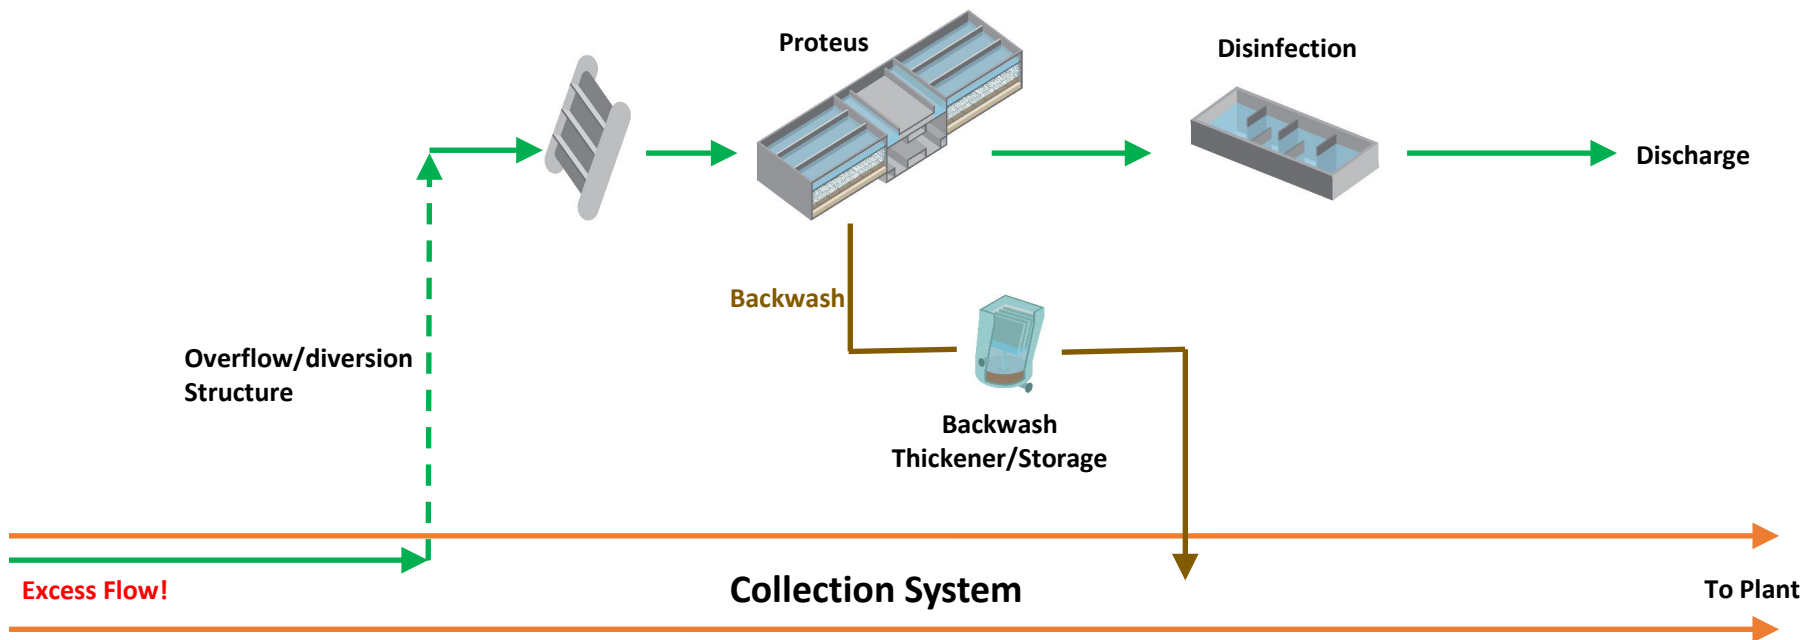 Proteus
Disinfection
Discharge
Backwash
Overflow/diversion
Structure
Backwash
Thickener/Storage
Excess Flow!
Collection System
To Plant